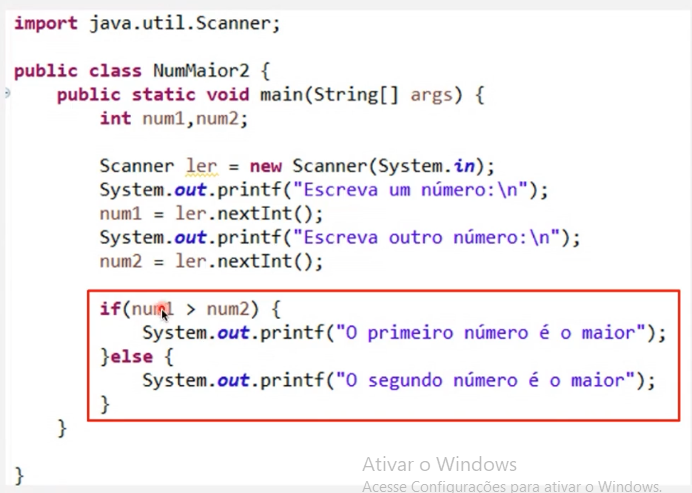 import java.util.Scanner;
public class NumMaior2 {
public static void main(String[] args) {
int num1,num2;
Scanner ler = new Scanner(System.in);
System.out.printf("Escreva um número:\n");
num1 = ler.nextInt();
System.out.printf("Escreva outro número:\n");
num2 = ler.nextInt();
if(num1 > num2) {
System.out.printf("O primeiro número é o maior");
}else {
System.out.printf("O segundo número é o maior");
}
}
}
Ativar o Windows
Acesse Configurações para ativar o Windows.